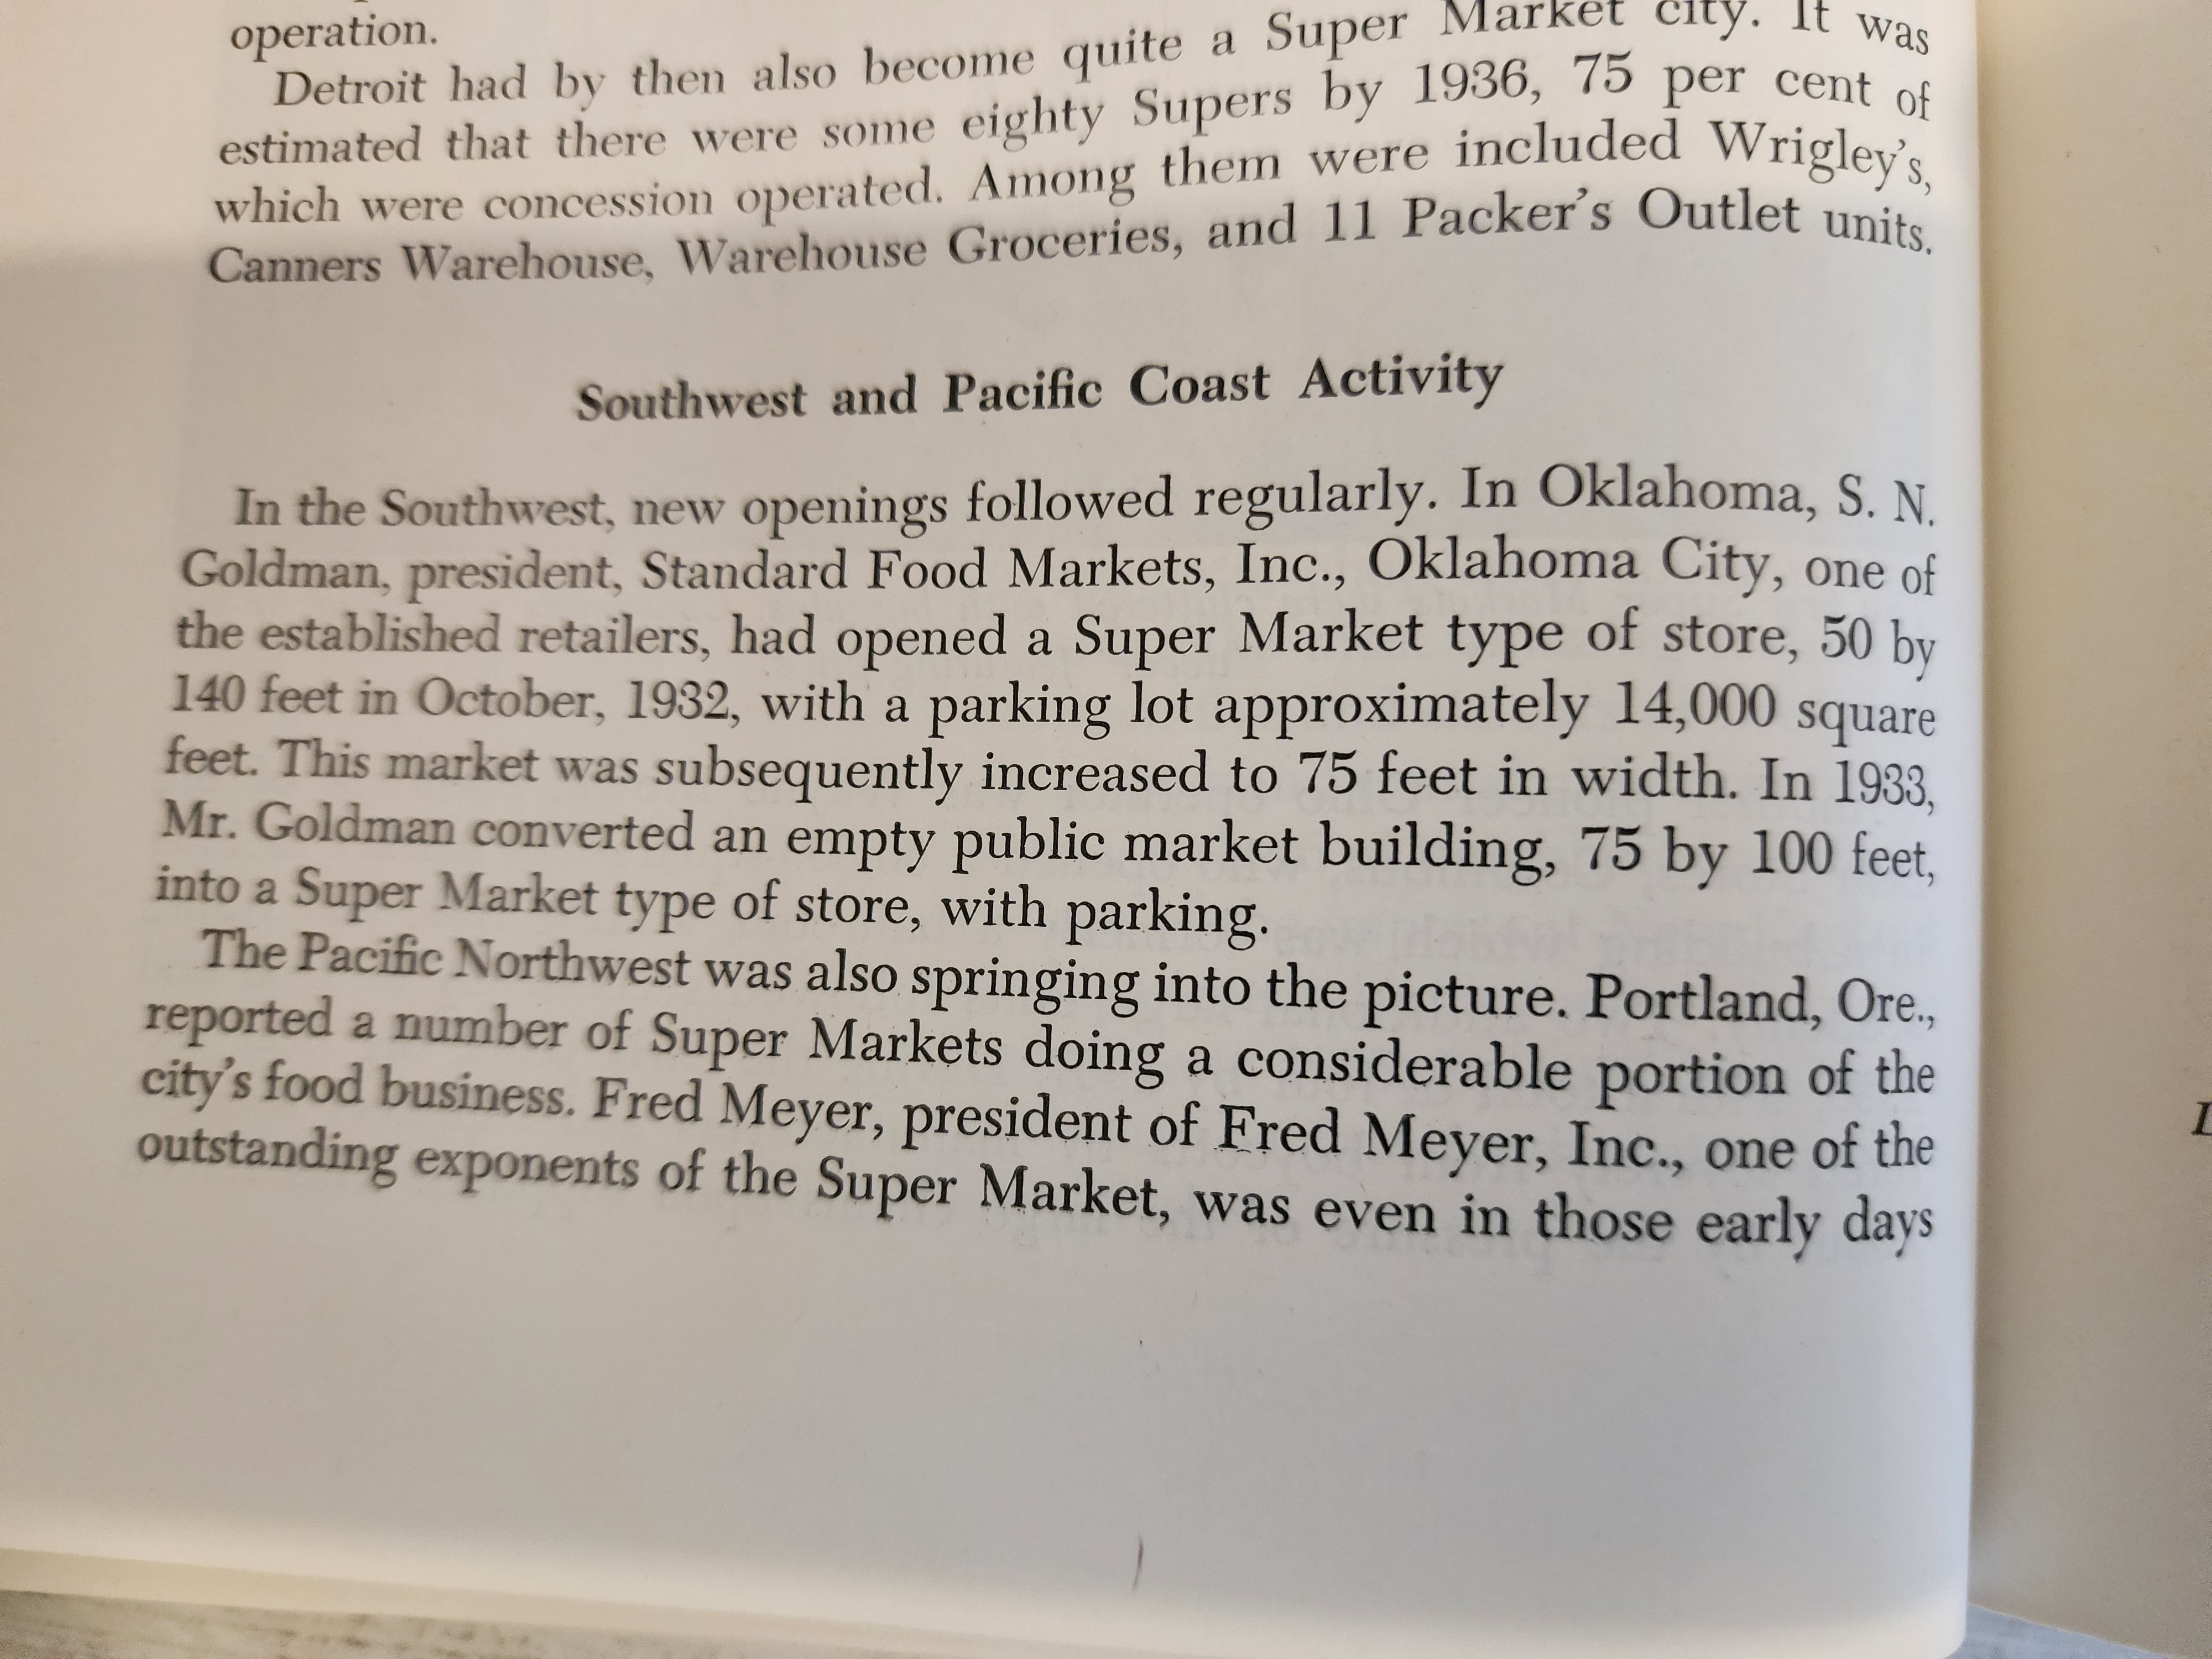 operation.
Detroit had by then also become quite a Super Market city. It was
estimated that there were some eighty Supers by 1936, 75 per cent of
which were concession operated. Among them were included Wrigley's,
Canners Warehouse, Warehouse Groceries, and 11 Packer's Outlet units.
Southwest and Pacific Coast Activity
In the Southwest, new openings followed regularly. In Oklahoma, S. N.
Goldman, president, Standard Food Markets, Inc., Oklahoma City, one of
the established retailers, had opened a Super Market type of store, 50 by
140 feet in October, 1932, with a parking lot approximately 14,000 square
feet. This market was subsequently increased to 75 feet in width. In 1933,
Mr. Goldman converted an empty public market building, 75 by 100 feet,
into a Super Market type of store, with parking.
The Pacific Northwest was also springing into the picture. Portland, Ore.,
reported a number of Super Markets doing a considerable portion of the
city's food business. Fred Meyer, president of Fred Meyer, Inc., one of the
outstanding exponents of the Super Market, was even in those early days